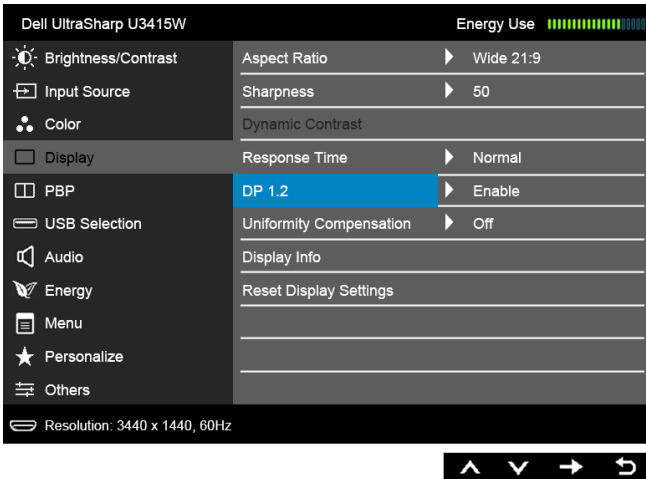 Dell UltraSharp U3415W Energy Use
Brightness/Contrast Aspect Ratio Wide 21:9
Input Source Sharpness 50
Color Dynamic Contrast
Display Response Time Normal
PBP DP 1.2 Enable
USB Selection Uniformity Compensation Off
Audio Display Info
Energy Reset Display Settings
Menu
Personalize
Others
Resolution: 3440 x 1440, 60Hz